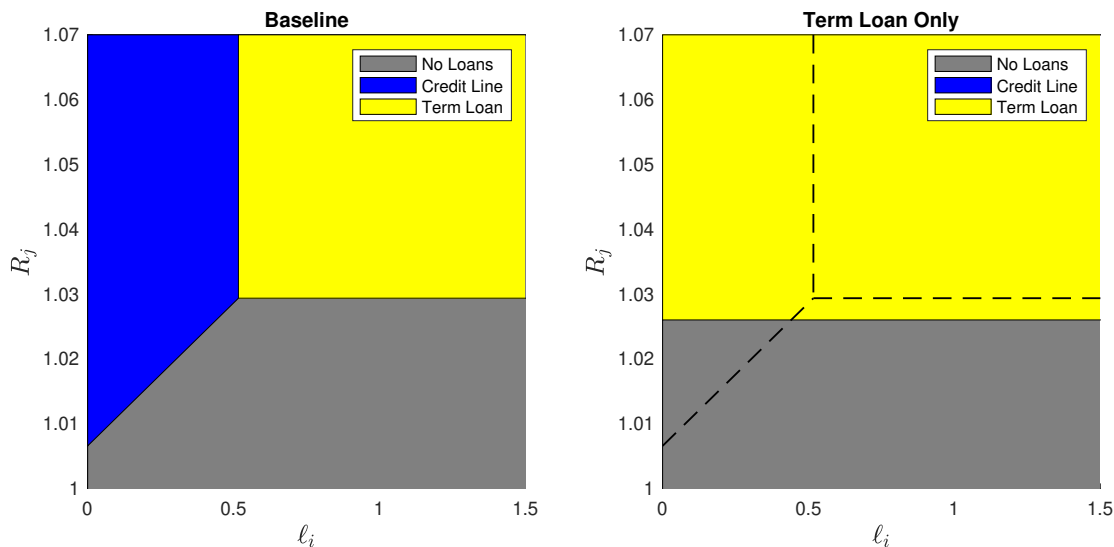 Baseline
1.07
1.06
1.05
1.04
1.03
1.02
1.01
1
R_j
0
0.5
1
1.5
ℓ_i
No Loans
Credit Line
Term Loan
Term Loan Only
1.07
1.06
1.05
1.04
1.03
1.02
1.01
1
R_j
0
0.5
1
1.5
ℓ_i
No Loans
Credit Line
Term Loan